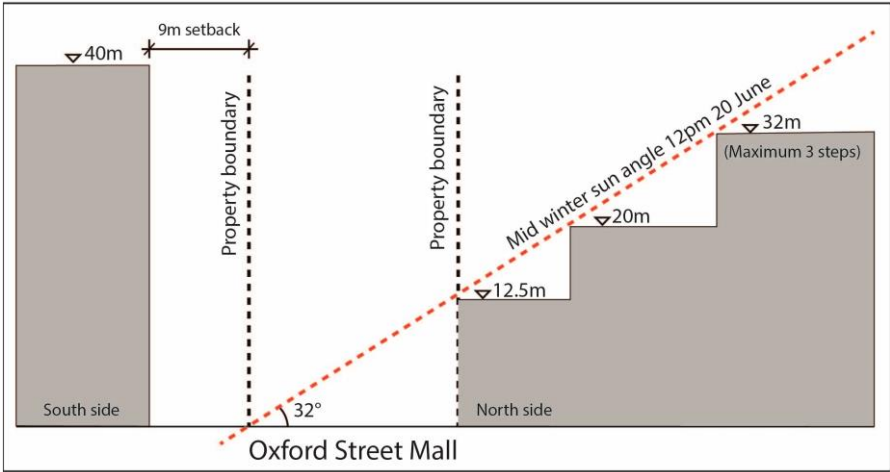 9m setback
40m
Property boundary
Property boundary
Mid winter sun angle 12pm 20 June
32m
(Maximum 3 steps)
20m
12.5m
South side
32°
North side
Oxford Street Mall